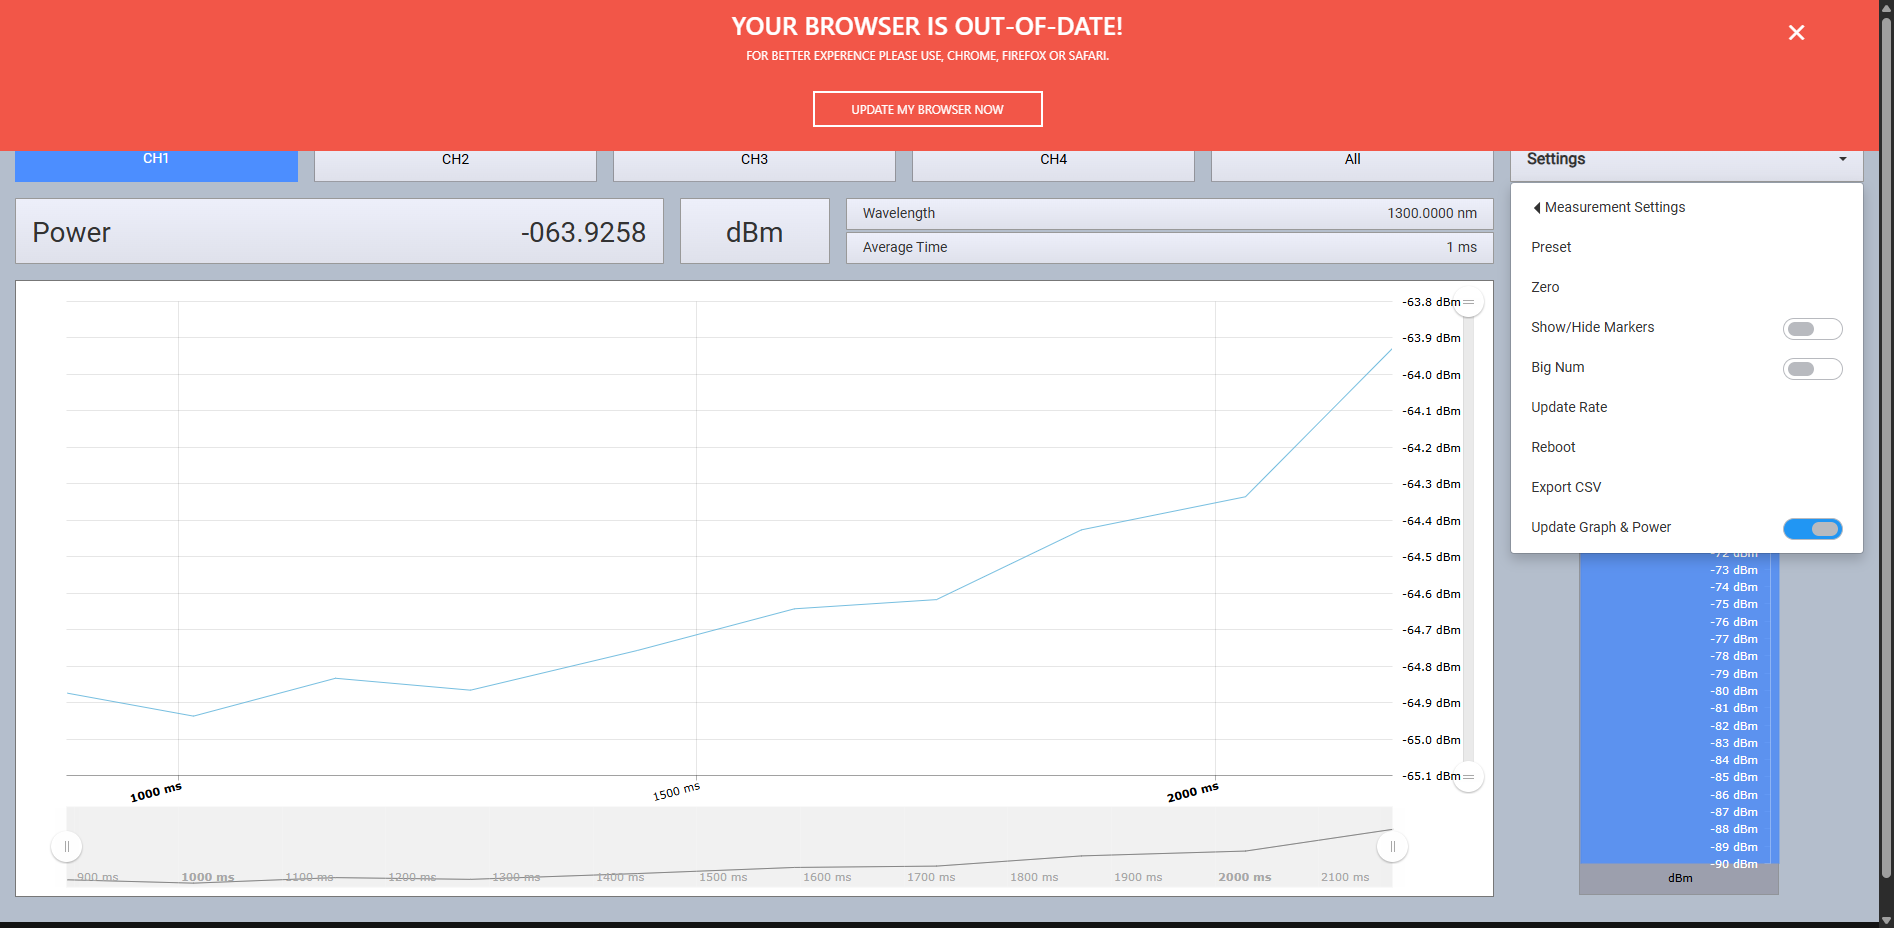 YOUR BROWSER IS OUT-OF-DATE!
FOR BETTER EXPERENCE PLEASE USE, CHROME, FIREFOX OR SAFARI.
UPDATE MY BROWSER NOW
CH1
CH2
CH3
CH4
All
Settings
Power
-063.9258
dBm
Wavelength
1300.0000 nm
Average Time
1 ms
Measurement Settings
Preset
Zero
Show/Hide Markers
Big Num
Update Rate
Reboot
Export CSV
Update Graph & Power
-63.8 dBm
-63.9 dBm
-64.0 dBm
-64.1 dBm
-64.2 dBm
-64.3 dBm
-64.4 dBm
-64.5 dBm
-64.6 dBm
-64.7 dBm
-64.8 dBm
-64.9 dBm
-65.0 dBm
-65.1 dBm
1000 ms
1500 ms
2000 ms
900 ms
1000 ms
1100 ms
1200 ms
1300 ms
1400 ms
1500 ms
1600 ms
1700 ms
1800 ms
1900 ms
2000 ms
2100 ms
-72 dBm
-73 dBm
-74 dBm
-75 dBm
-76 dBm
-77 dBm
-78 dBm
-79 dBm
-80 dBm
-81 dBm
-82 dBm
-83 dBm
-84 dBm
-85 dBm
-86 dBm
-87 dBm
-88 dBm
-89 dBm
-90 dBm
dBm